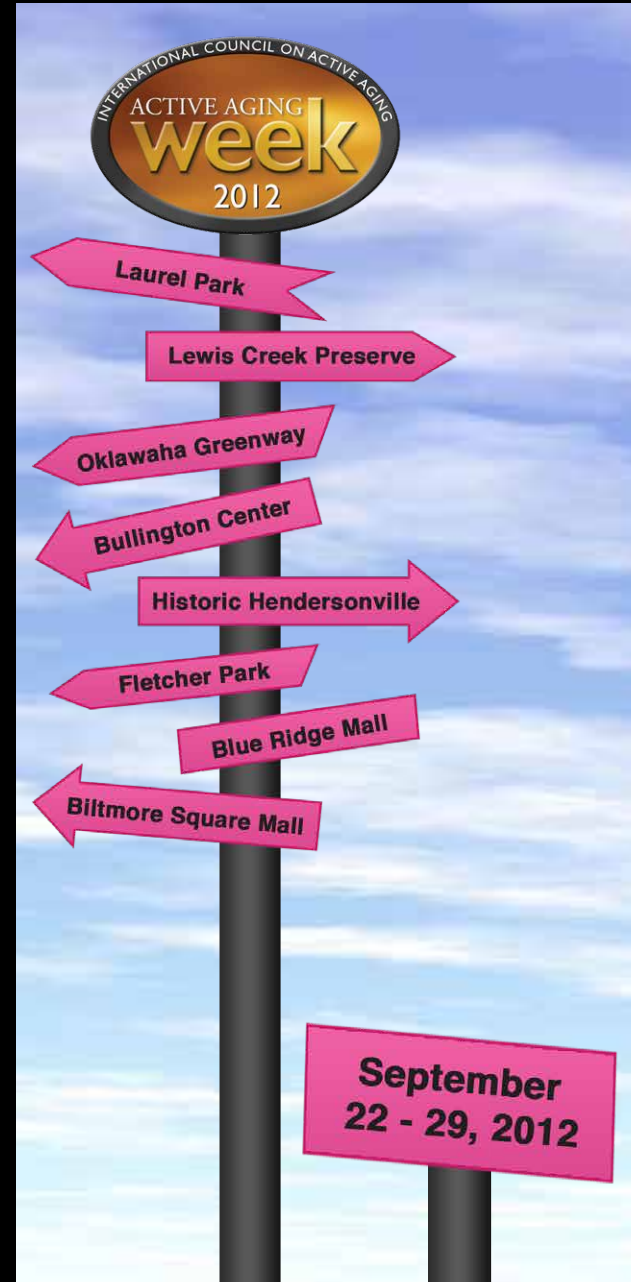 INTERNATIONAL COUNCIL ON ACTIVE AGING
ACTIVE AGING
week
2012
Laurel Park
Lewis Creek Preserve
Oklawaha Greenway
Bullington Center
Historic Hendersonville
Fletcher Park
Blue Ridge Mall
Biltmore Square Mall
September
22 - 29, 2012